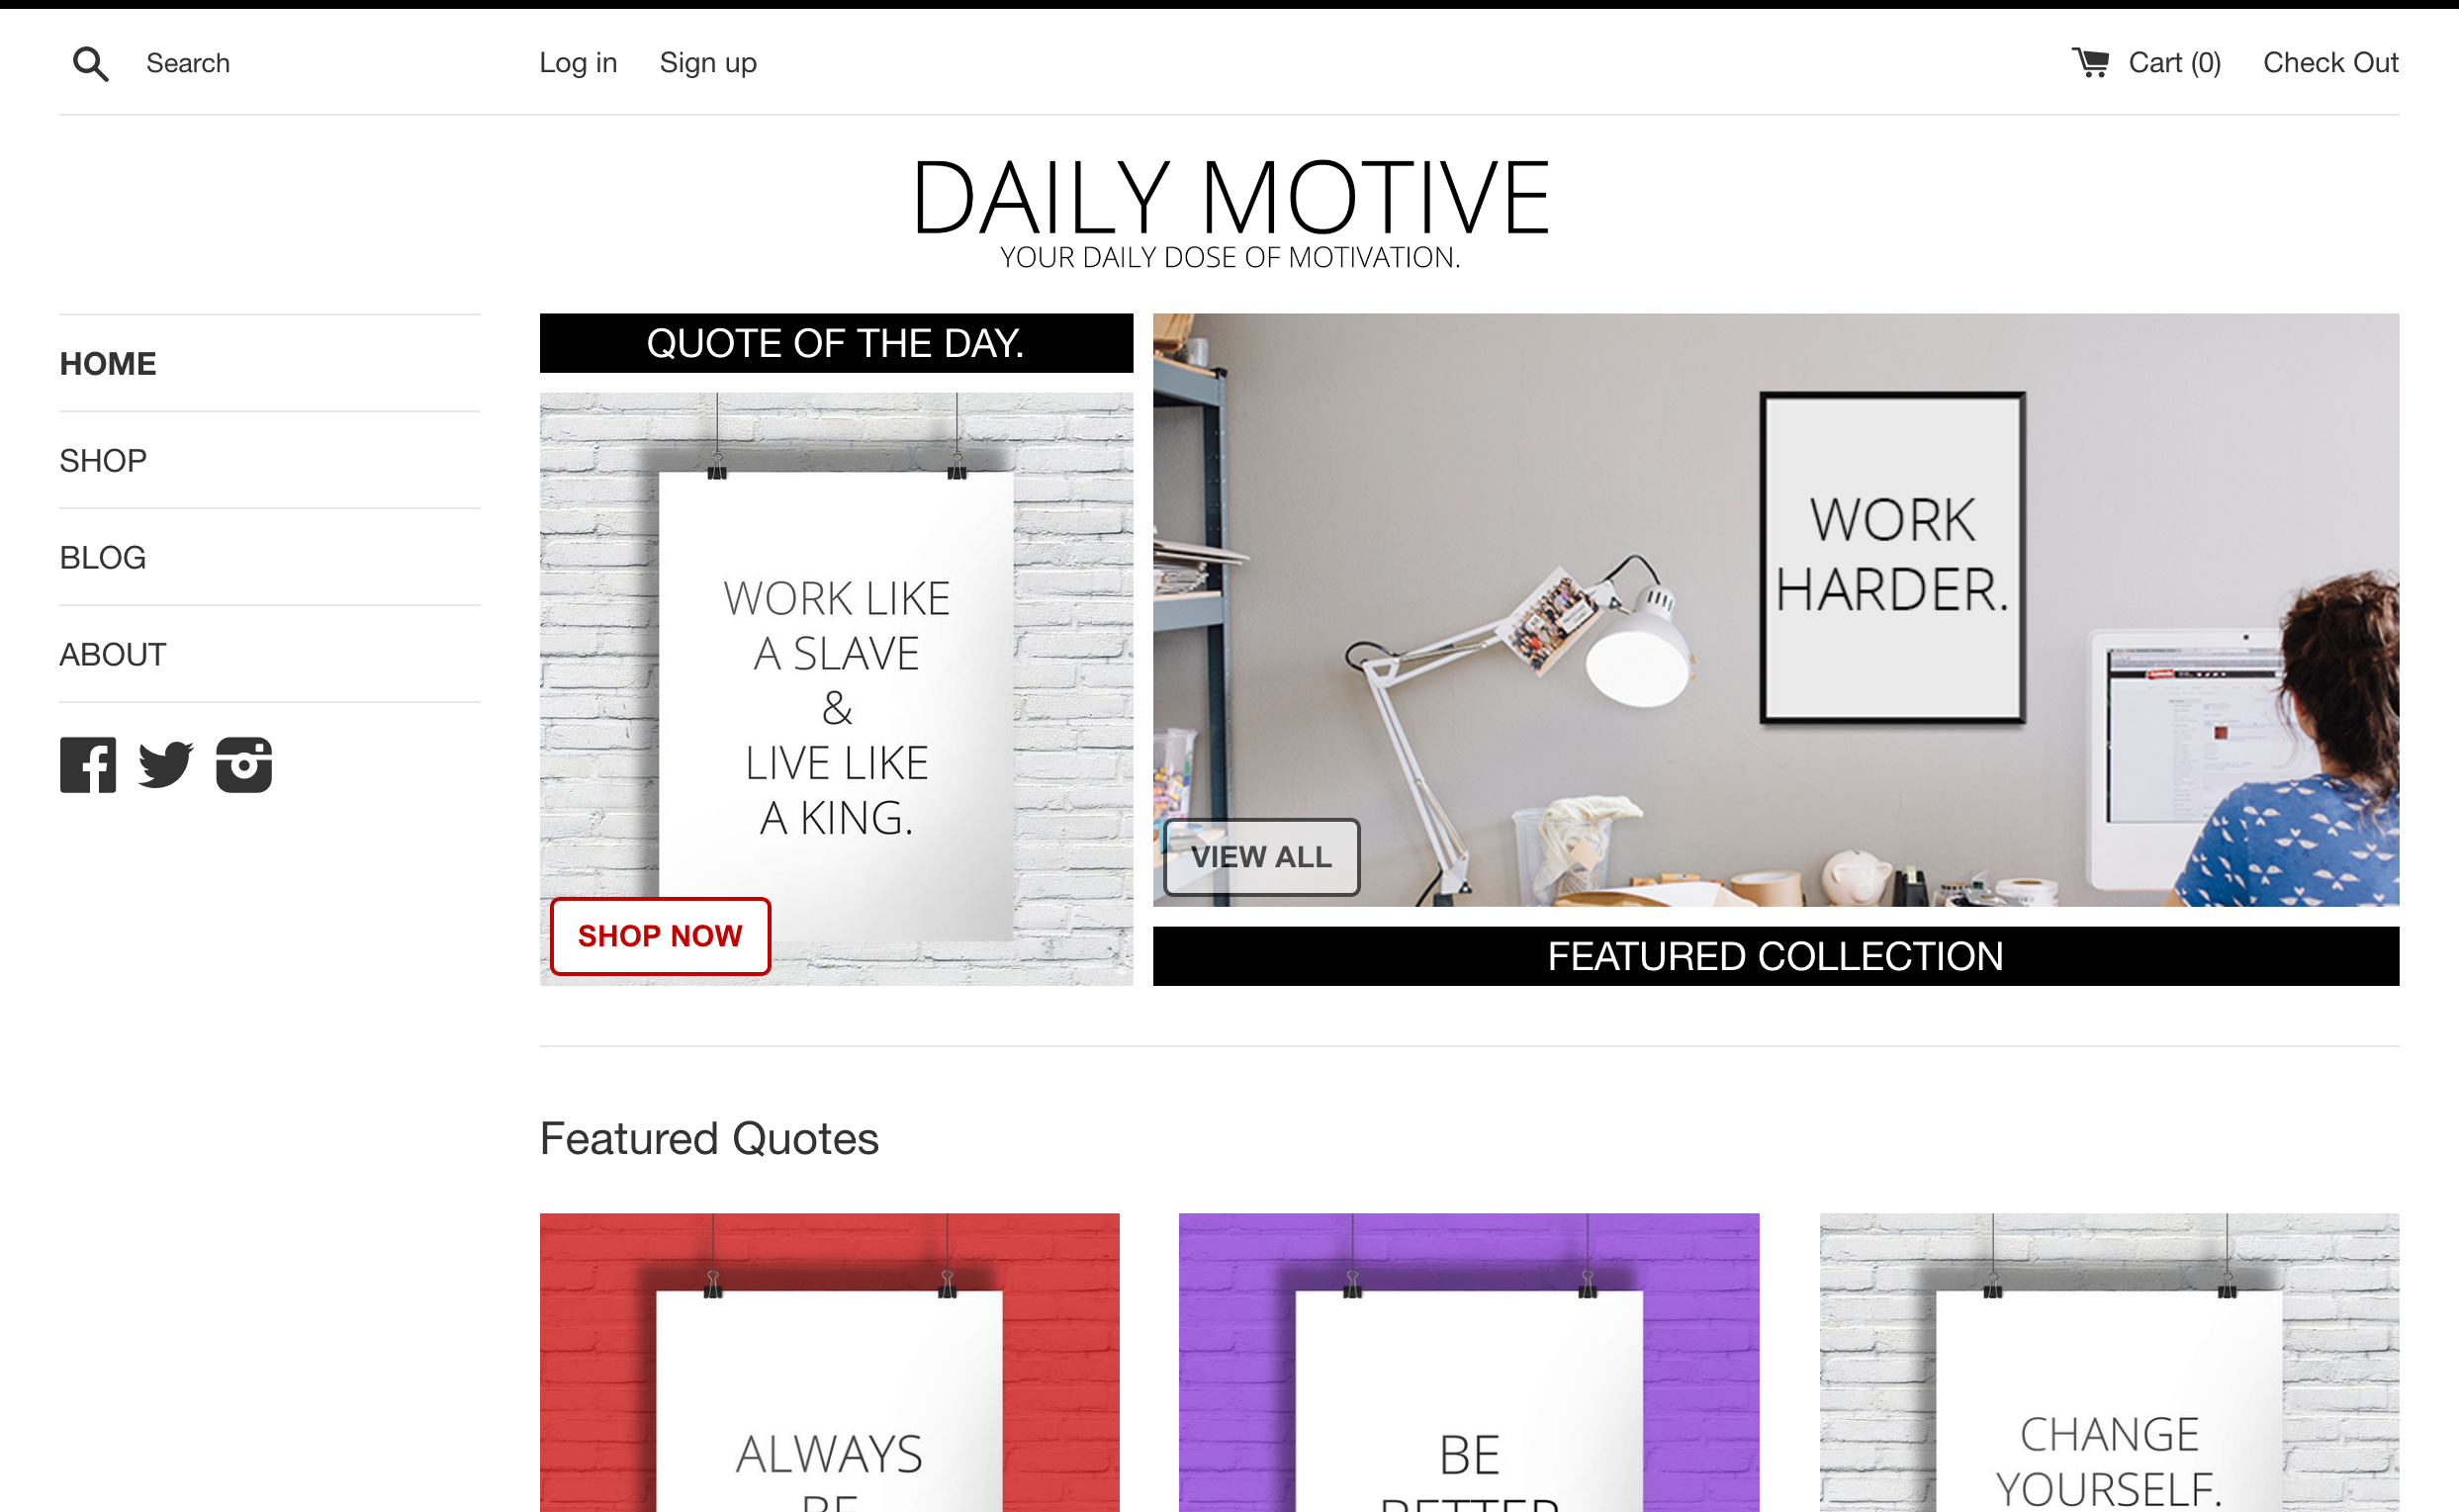 Search
Log in
Sign up
Cart (0)
Check Out
DAILY MOTIVE
YOUR DAILY DOSE OF MOTIVATION.
HOME
SHOP
BLOG
ABOUT
QUOTE OF THE DAY.
WORK LIKE
A SLAVE
&
LIVE LIKE
A KING.
SHOP NOW
WORK
HARDER.
VIEW ALL
FEATURED COLLECTION
Featured Quotes
ALWAYS
BE
BE
BETTER
CHANGE
YOURSELF.